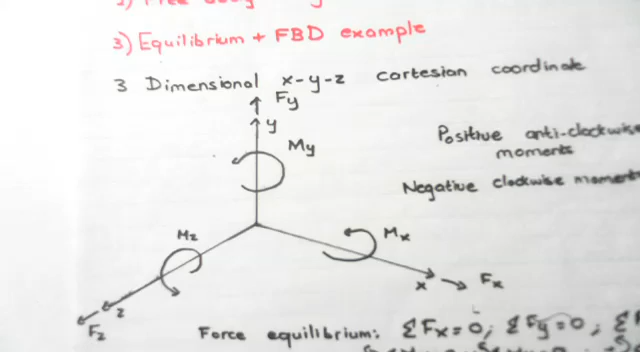 3) Equilibrium + FBD example
3 Dimensional x-y-z cartesian coordinate
Fy
y
My
Positive anti-clockwise
moments
Negative clockwise moments
Mz
Mx
x
Fx
z
Fz
Force equilibrium: ΣFx=0; ΣFy=0; Σ